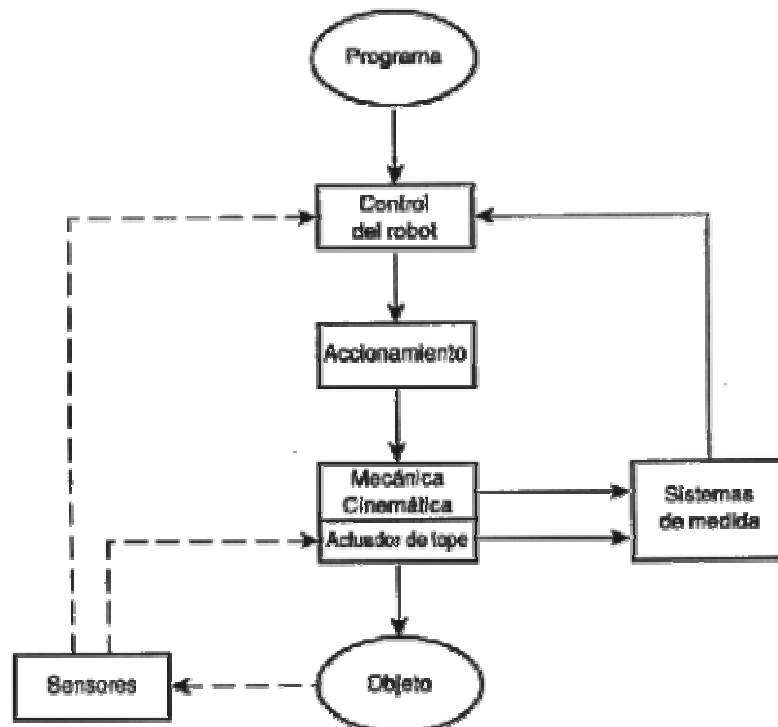 Programa
Control
del robot
Accionamiento
Mecánica
Cinemática
Actuador de tope
Sistemas
de medida
Sensores
Objeto